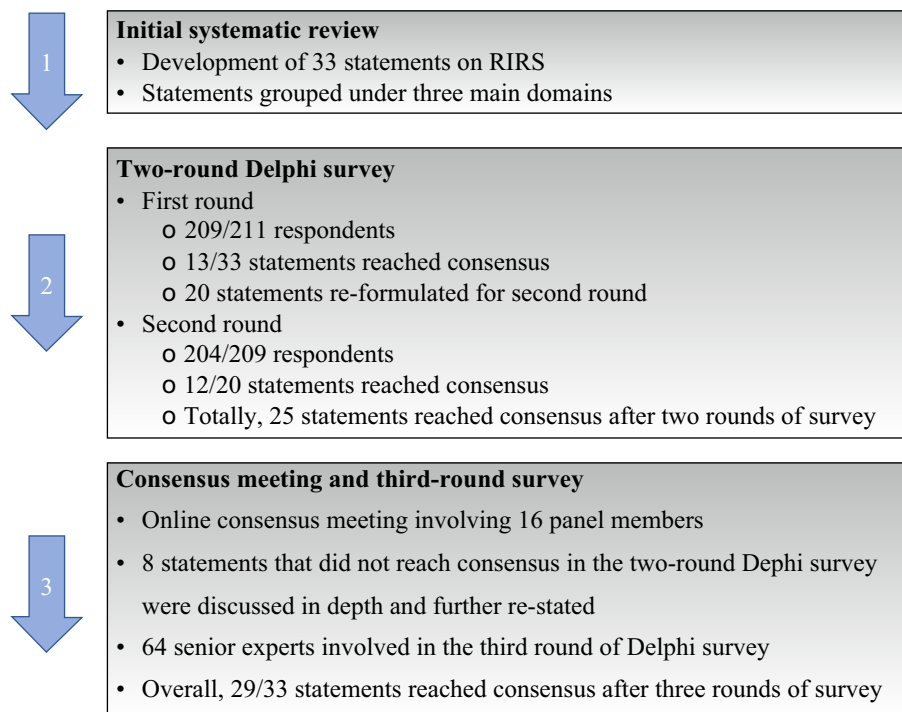 1
Initial systematic review
• Development of 33 statements on RIRS
• Statements grouped under three main domains
2
Two-round Delphi survey
• First round
o 209/211 respondents
o 13/33 statements reached consensus
o 20 statements re-formulated for second round
• Second round
o 204/209 respondents
o 12/20 statements reached consensus
o Totally, 25 statements reached consensus after two rounds of survey
3
Consensus meeting and third-round survey
• Online consensus meeting involving 16 panel members
• 8 statements that did not reach consensus in the two-round Dephi survey
were discussed in depth and further re-stated
• 64 senior experts involved in the third round of Delphi survey
• Overall, 29/33 statements reached consensus after three rounds of survey